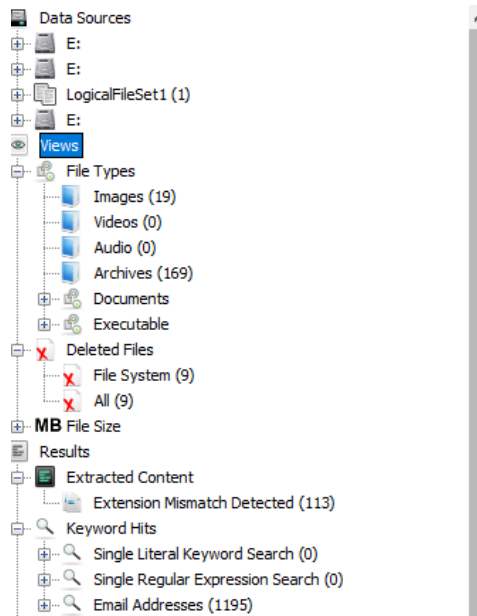 Data Sources
E:
E:
LogicalFileSet1 (1)
E:
Views
File Types
Images (19)
Videos (0)
Audio (0)
Archives (169)
Documents
Executable
Deleted Files
File System (9)
All (9)
MB File Size
Results
Extracted Content
Extension Mismatch Detected (113)
Keyword Hits
Single Literal Keyword Search (0)
Single Regular Expression Search (0)
Email Addresses (1195)